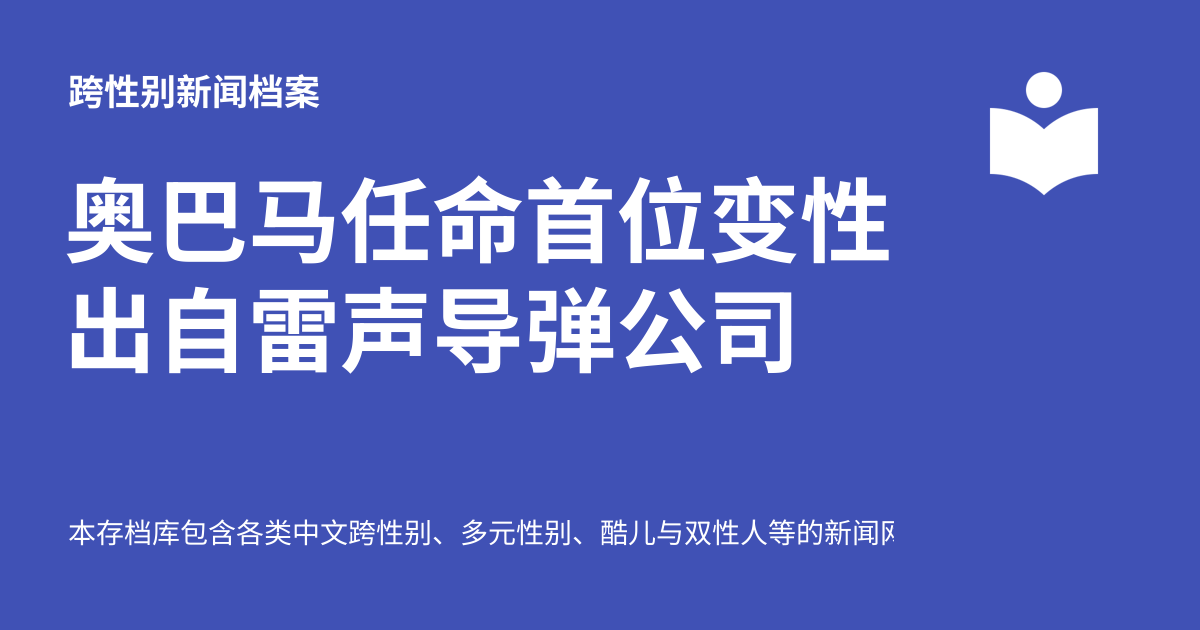 跨性别新闻档案
奥巴马任命首位变性
出自雷声导弹公司
本存档库包含各类中文跨性别、多元性别、酷儿与双性人等的新闻网